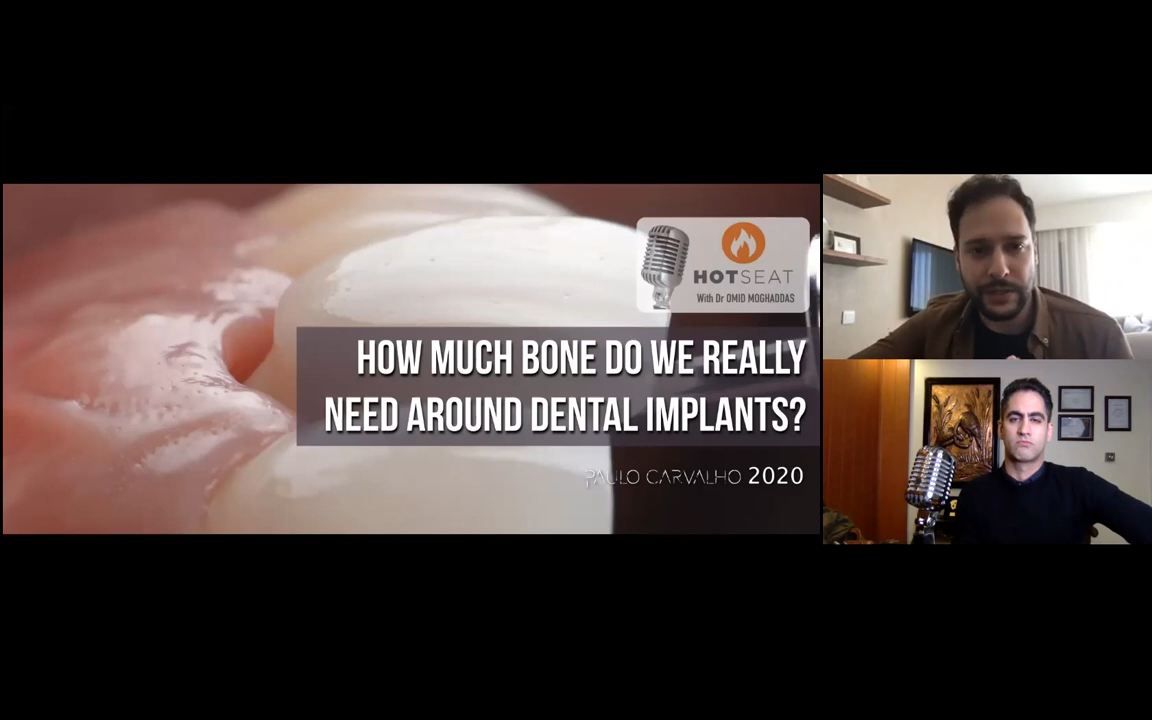 HOTSEAT
With Dr OMID MOGHADDAS
HOW MUCH BONE DO WE REALLY
NEED AROUND DENTAL IMPLANTS?
PAULO CARVALHO 2020